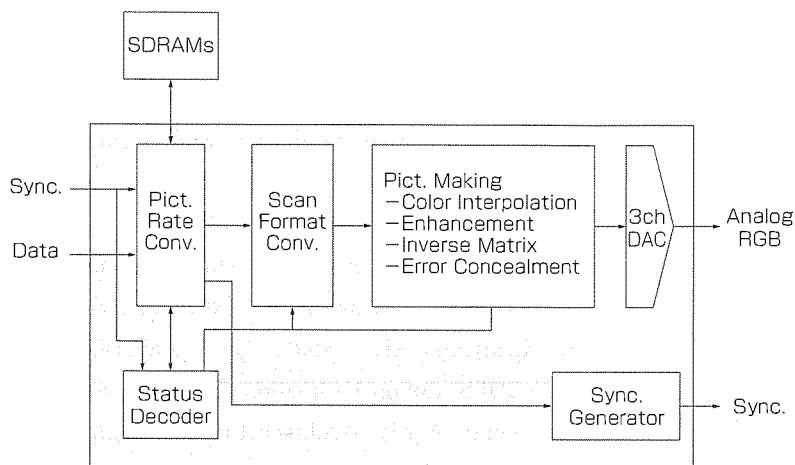 SDRAMs
Sync.
Data
Pict.
Rate
Conv.
Scan
Format
Conv.
Pict. Making
—Color Interpolation
—Enhancement
—Inverse Matrix
—Error Concealment
3ch
DAC
Analog
RGB
Status
Decoder
Sync.
Generator
Sync.